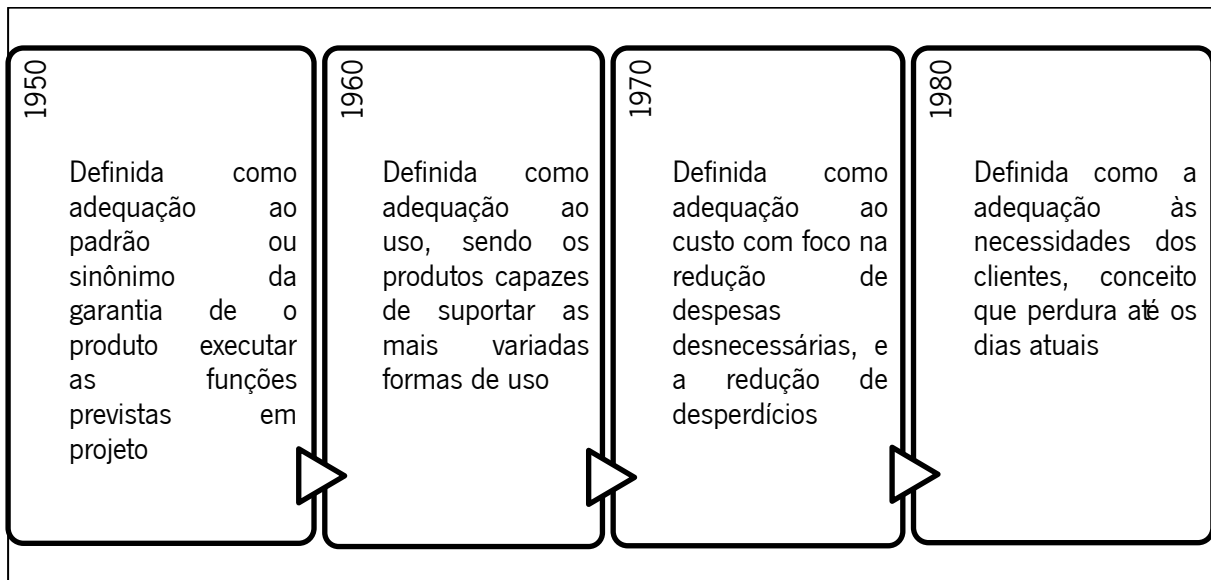 1950
Definida como
adequação ao
padrão ou
sinônimo da
garantia de o
produto executar
as funções
previstas em
projeto
1960
Definida como
adequação ao
uso, sendo os
produtos capazes
de suportar as
mais variadas
formas de uso
1970
Definida como
adequação ao
custo com foco na
redução de
despesas
desnecessárias, e
a redução de
desperdícios
1980
Definida como a
adequação às
necessidades dos
clientes, conceito
que perdura até os
dias atuais